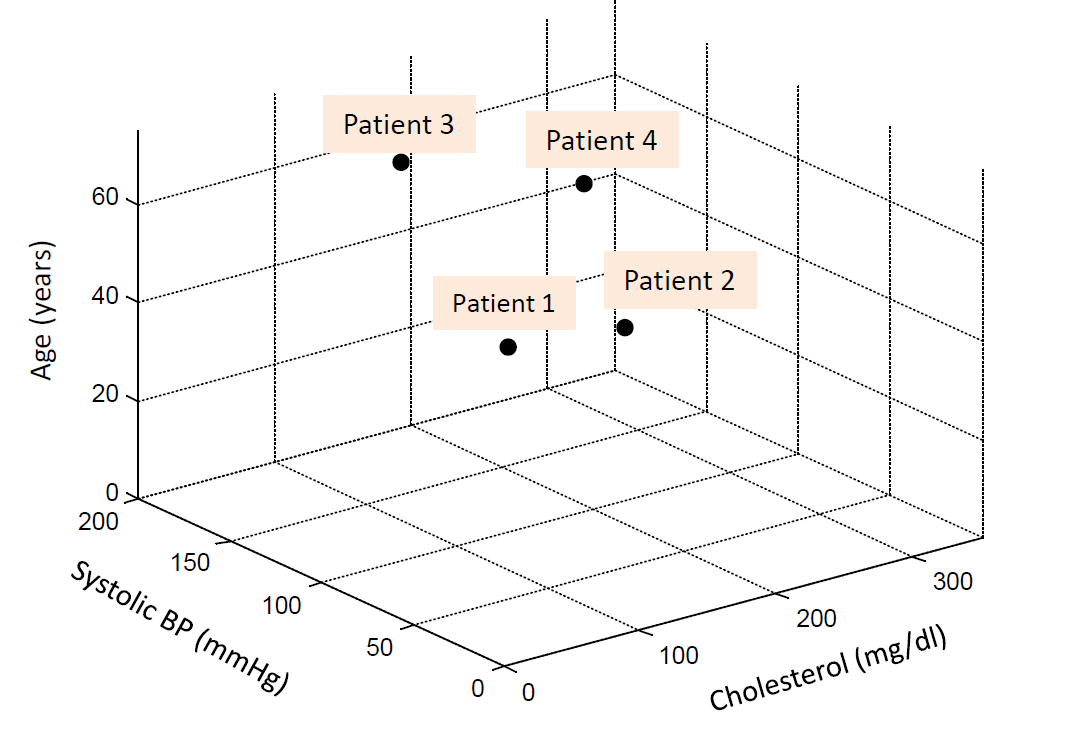 Patient 3
Patient 4
Patient 2
Patient 1
Age (years)
60
40
20
0
200
150
100
50
0
Systolic BP (mmHg)
0
100
200
300
Cholesterol (mg/dl)